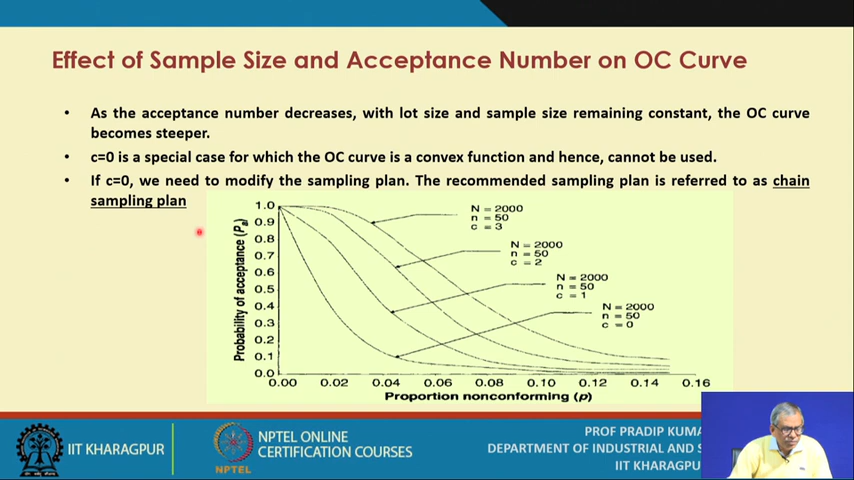 Effect of Sample Size and Acceptance Number on OC Curve
• As the acceptance number decreases, with lot size and sample size remaining constant, the OC curve
becomes steeper.
• c=0 is a special case for which the OC curve is a convex function and hence, cannot be used.
• If c=0, we need to modify the sampling plan. The recommended sampling plan is referred to as chain
sampling plan
Probability of acceptance (Pa)
1.0
0.9
0.8
0.7
0.6
0.5
0.4
0.3
0.2
0.1
0.0
N = 2000
n = 50
c = 3
N = 2000
n = 50
c = 2
N = 2000
n = 50
c = 1
N = 2000
n = 50
c = 0
0.00 0.02 0.04 0.06 0.08 0.10 0.12 0.14 0.16
Proportion nonconforming (p)
IIT KHARAGPUR
NPTEL
NPTEL ONLINE
CERTIFICATION COURSES
PROF PRADIP KUMA
DEPARTMENT OF INDUSTRIAL AND S
IIT KHARAGPU